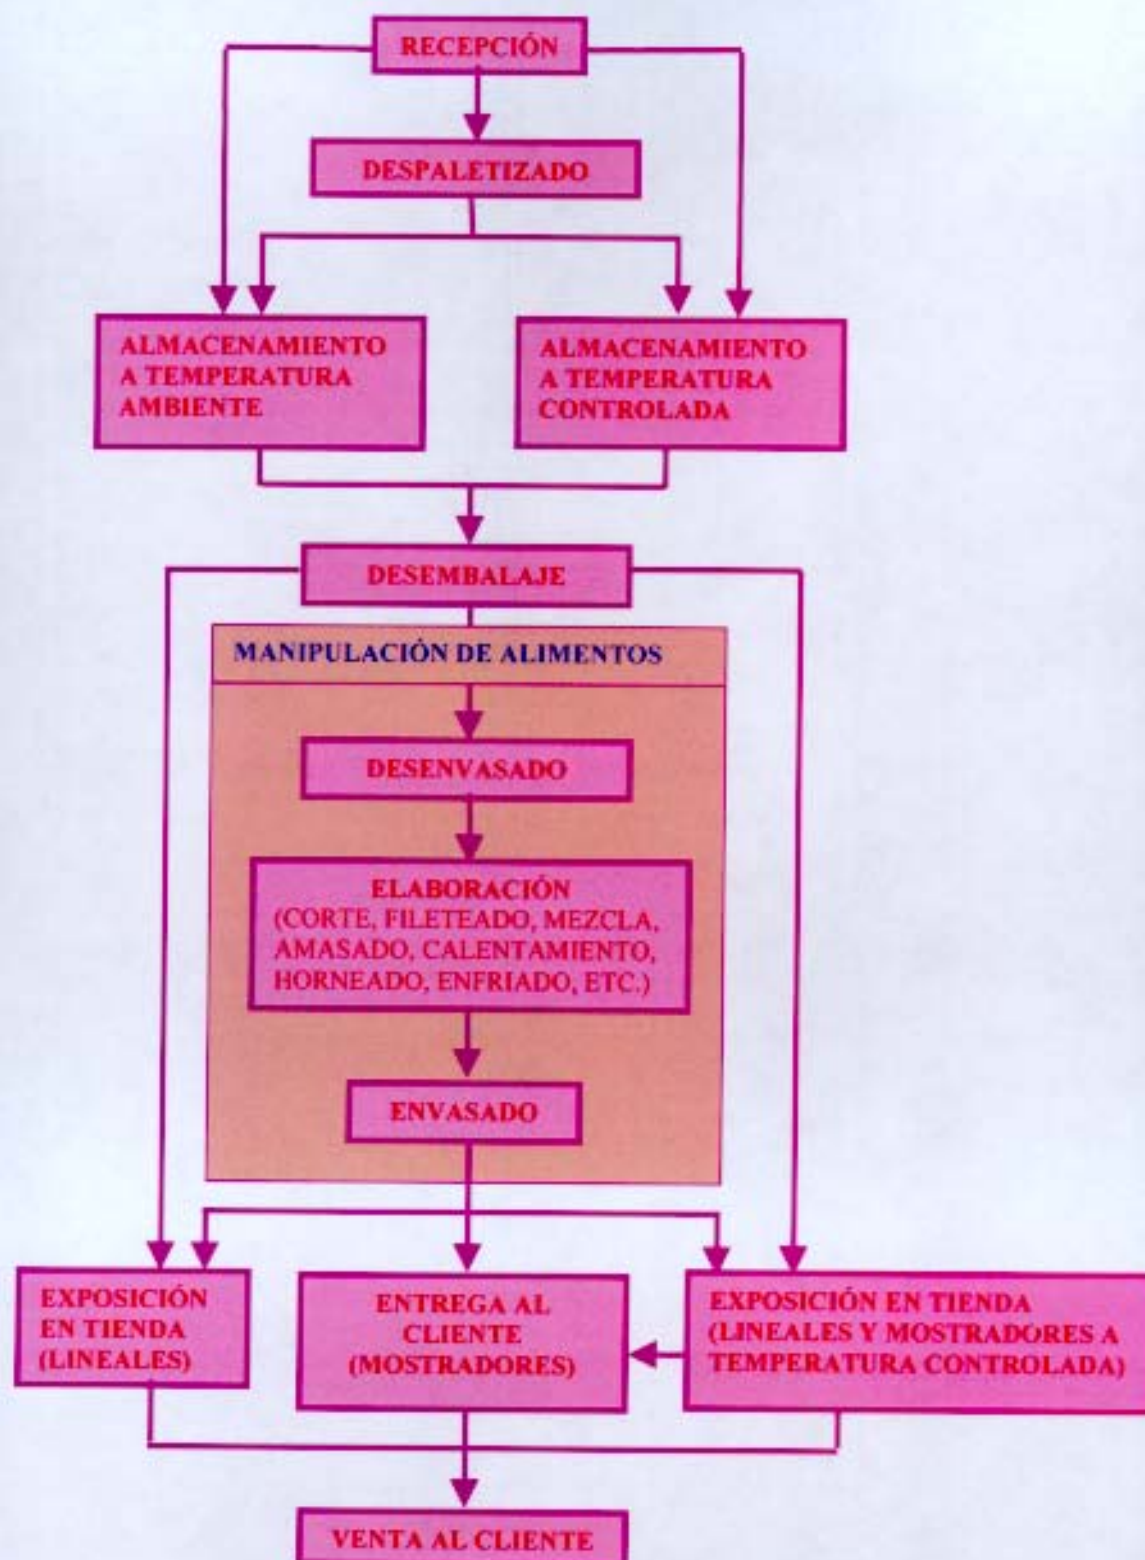 RECEPCIÓN
DESPALETIZADO
ALMACENAMIENTO
A TEMPERATURA
AMBIENTE
ALMACENAMIENTO
A TEMPERATURA
CONTROLADA
DESEMBALAJE
MANIPULACIÓN DE ALIMENTOS
DESENVASADO
ELABORACIÓN
(CORTE, FILETEADO, MEZCLA,
AMASADO, CALENTAMIENTO,
HORNEADO, ENFRIADO, ETC.)
ENVASADO
EXPOSICIÓN
EN TIENDA
(LINEALES)
ENTREGA AL
CLIENTE
(MOSTRADORES)
EXPOSICIÓN EN TIENDA
(LINEALES Y MOSTRADORES A
TEMPERATURA CONTROLADA)
VENTA AL CLIENTE